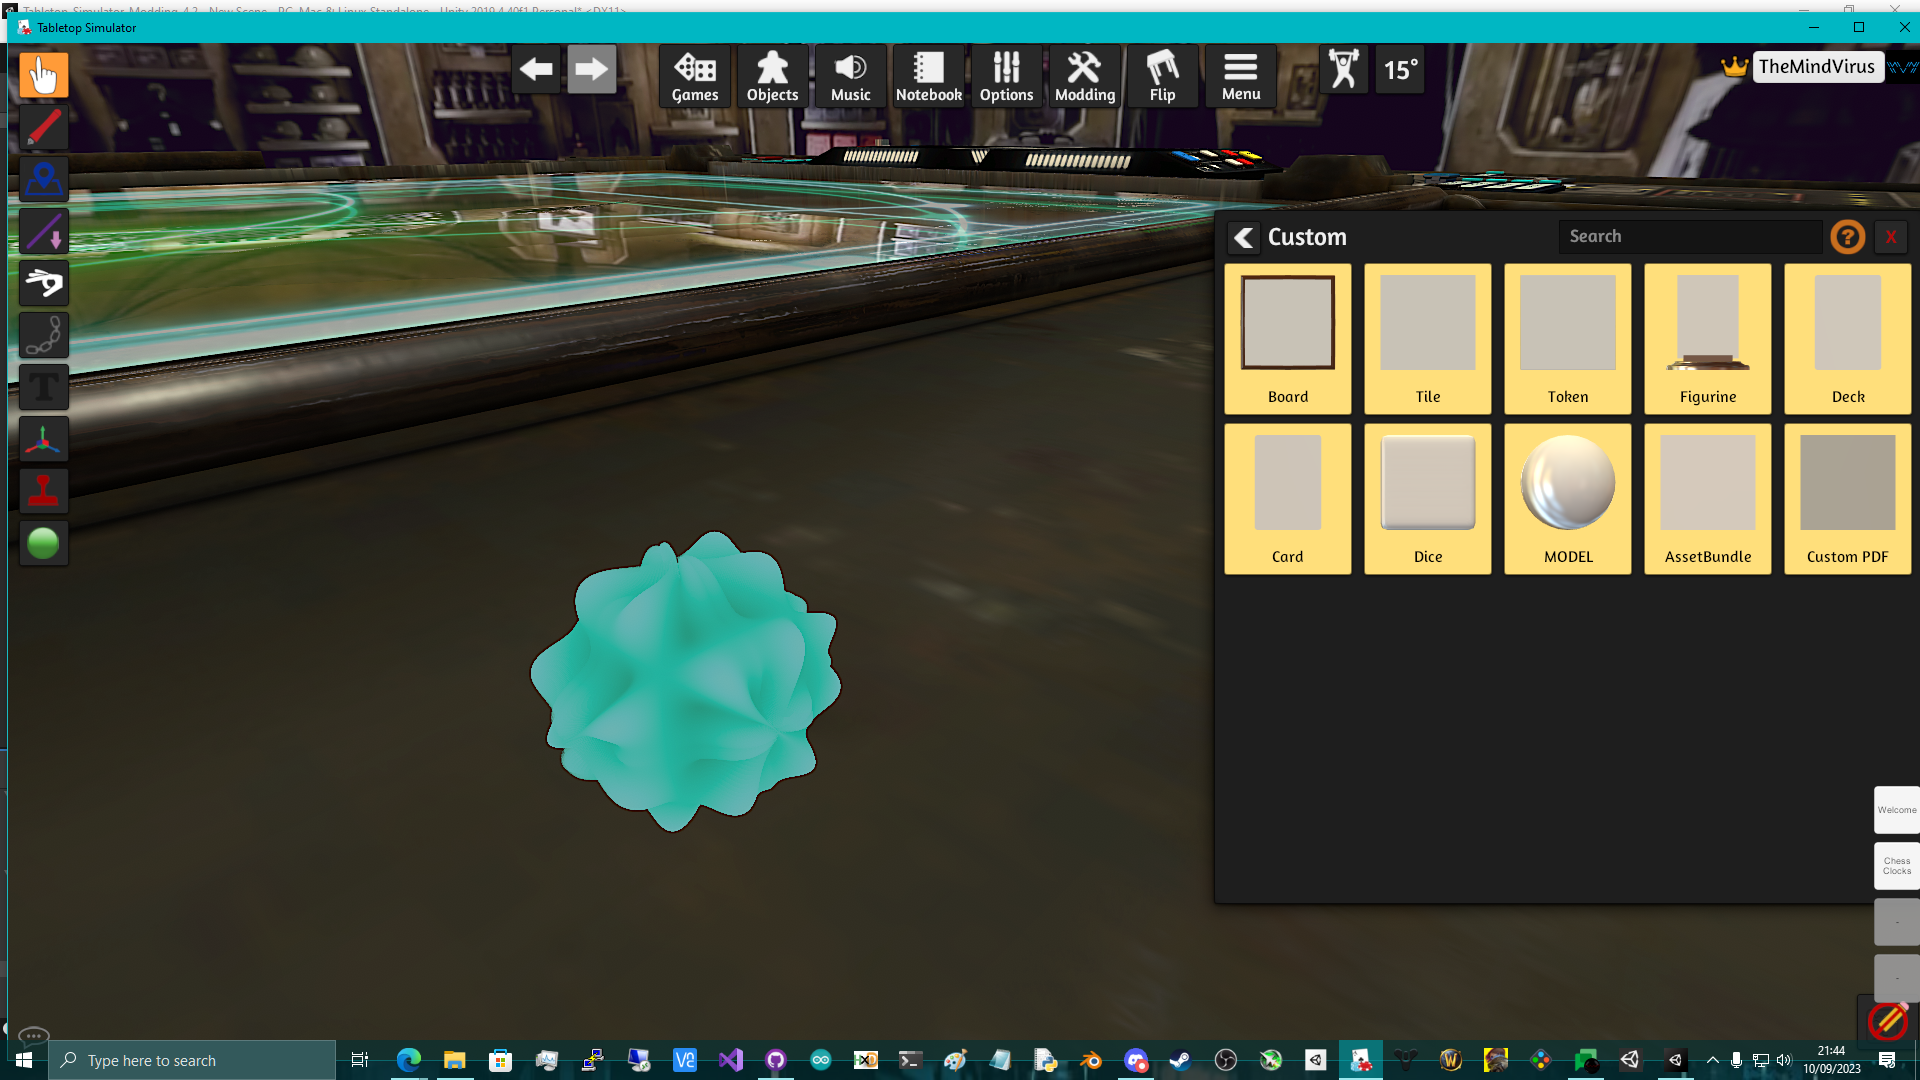 Tabletop-Simulator-Modding-4.2 - New Scene - PC, Mac & Linux Standalone - Unity 2019.4.40f1 Personal* <DX11>
Tabletop Simulator
Games
Objects
Music
Notebook
Options
Modding
Flip
Menu
15°
TheMindVirus
T
Custom
Search
?
X
Board
Tile
Token
Figurine
Deck
Card
Dice
MODEL
AssetBundle
Custom PDF
Welcome
Chess
Clocks
-
-
Type here to search
21:44
10/09/2023